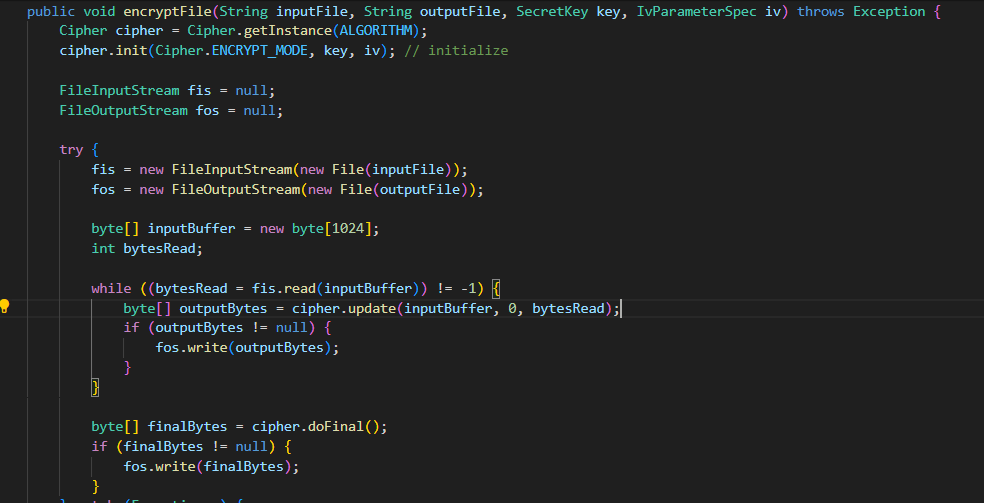 public void encryptFile(String inputFile, String outputFile, SecretKey key, IvParameterSpec iv) throws Exception {
Cipher cipher = Cipher.getInstance(ALGORITHM);
cipher.init(Cipher.ENCRYPT_MODE, key, iv); // initialize
FileInputStream fis = null;
FileOutputStream fos = null;
try {
fis = new FileInputStream(new File(inputFile));
fos = new FileOutputStream(new File(outputFile));
byte[] inputBuffer = new byte[1024];
int bytesRead;
while ((bytesRead = fis.read(inputBuffer)) != -1) {
byte[] outputBytes = cipher.update(inputBuffer, 0, bytesRead);
if (outputBytes != null) {
fos.write(outputBytes);
}
}
byte[] finalBytes = cipher.doFinal();
if (finalBytes != null) {
fos.write(finalBytes);
}